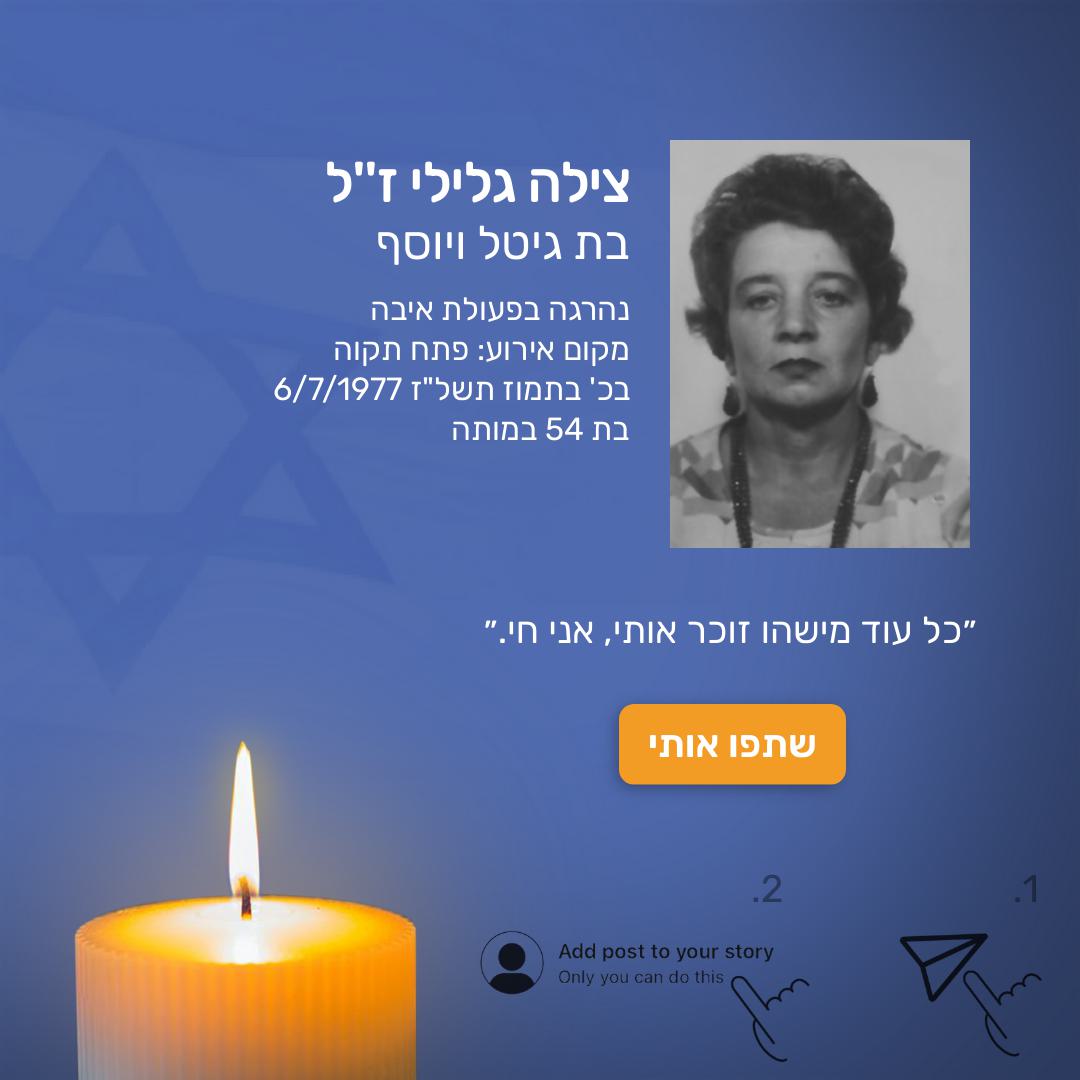 צילה גלילי ז"ל
בת גיטל ויוסף
נהרגה בפעולת איבה
מקום אירוע: פתח תקוה
בכ' בתמוז תשל"ז 6/7/1977
בת 54 במותה
״כל עוד מישהו זוכר אותי, אני חי.״
שתפו אותי
1.
2.
Add post to your story
Only you can do this